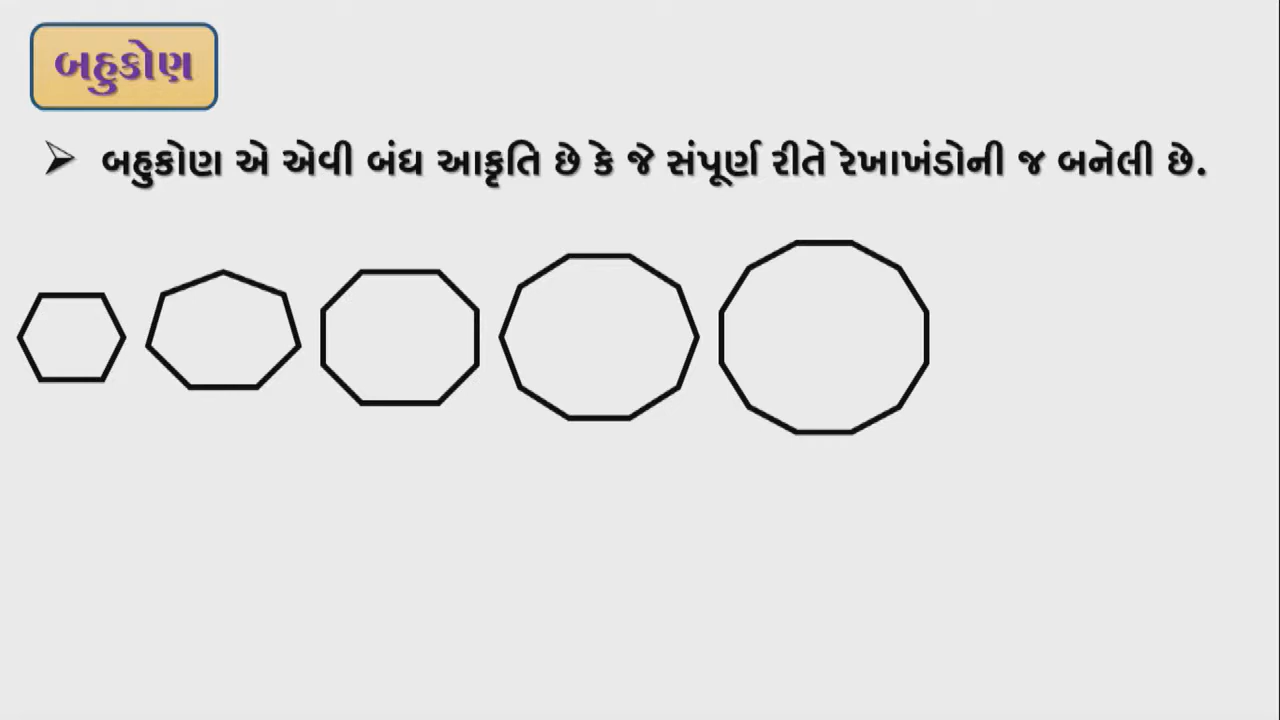 બહુકોણ
બહુકોણ એ એવી બંધ આકૃતિ છે કે જે સંપૂર્ણ રીતે રેખાખંડોની જ બનેલી છે.